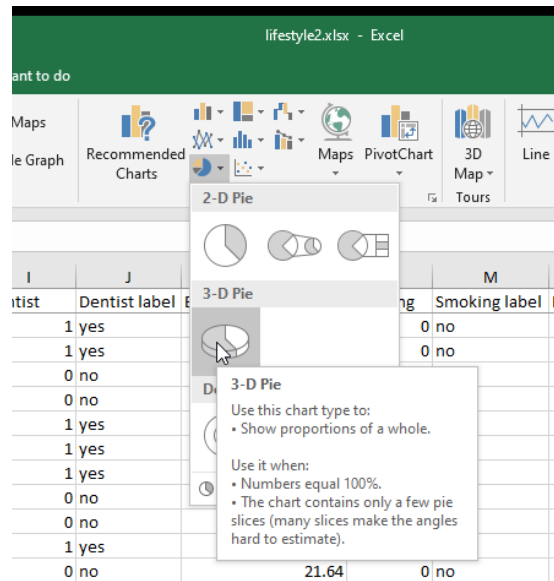 lifestyle2.xlsx - Excel
ant to do
Maps
le Graph
Recommended
Charts
Maps
PivotChart
3D
Map
Line
Tours
2-D Pie
I J M
ntist Dentist label E ng Smoking label
3-D Pie
1 yes 0 no
1 yes 0 no
0 no
0 no
1 yes
1 yes
1 yes
0 no
0 no
1 yes
0 no 21.64 0 no
Do
3-D Pie
Use this chart type to:
• Show proportions of a whole.
Use it when:
• Numbers equal 100%.
• The chart contains only a few pie
slices (many slices make the angles
hard to estimate).